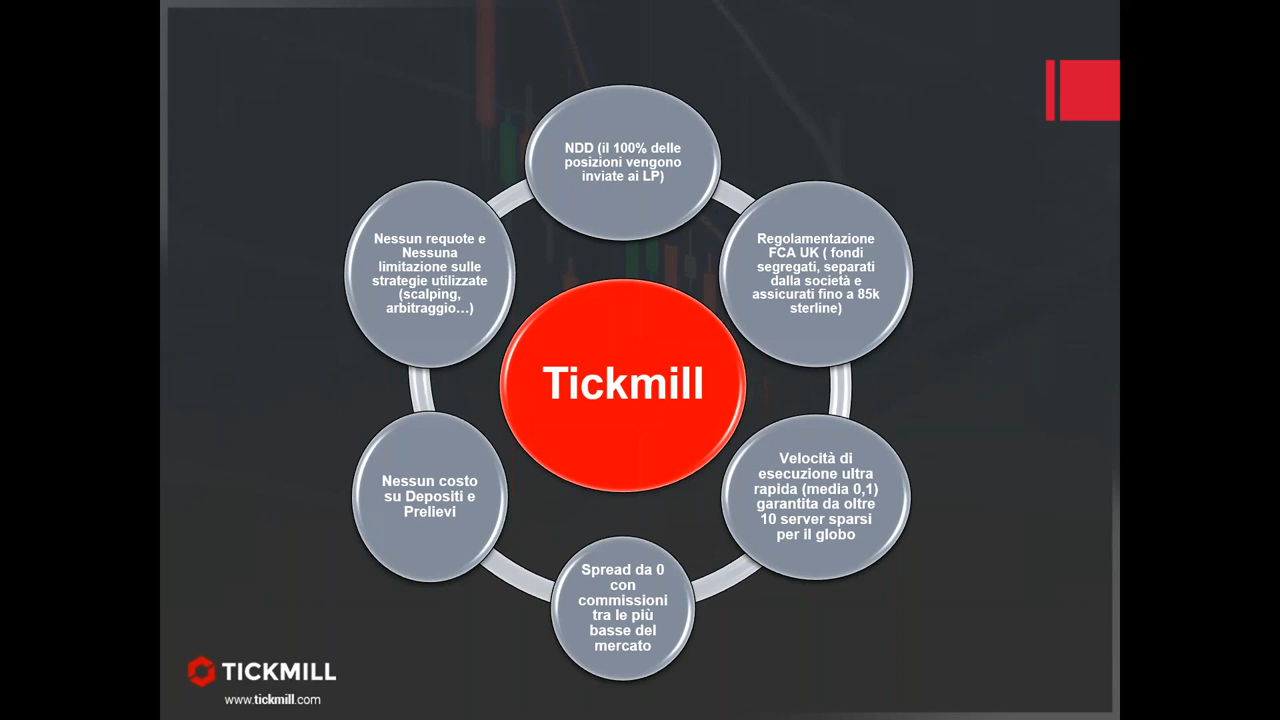 NDD (il 100% delle
posizioni vengono
inviate ai LP)
Regolamentazione
FCA UK ( fondi
segregati, separati
dalla società e
assicurati fino a 85k
sterline)
Velocità di
esecuzione ultra
rapida (media 0,1)
garantita da oltre
10 server sparsi
per il globo
Spread da 0
con
commissioni
tra le più
basse del
mercato
Nessun costo
su Depositi e
Prelievi
Nessun requote e
Nessuna
limitazione sulle
strategie utilizzate
(scalping,
arbitraggio...)
Tickmill
TICKMILL
www.tickmill.com